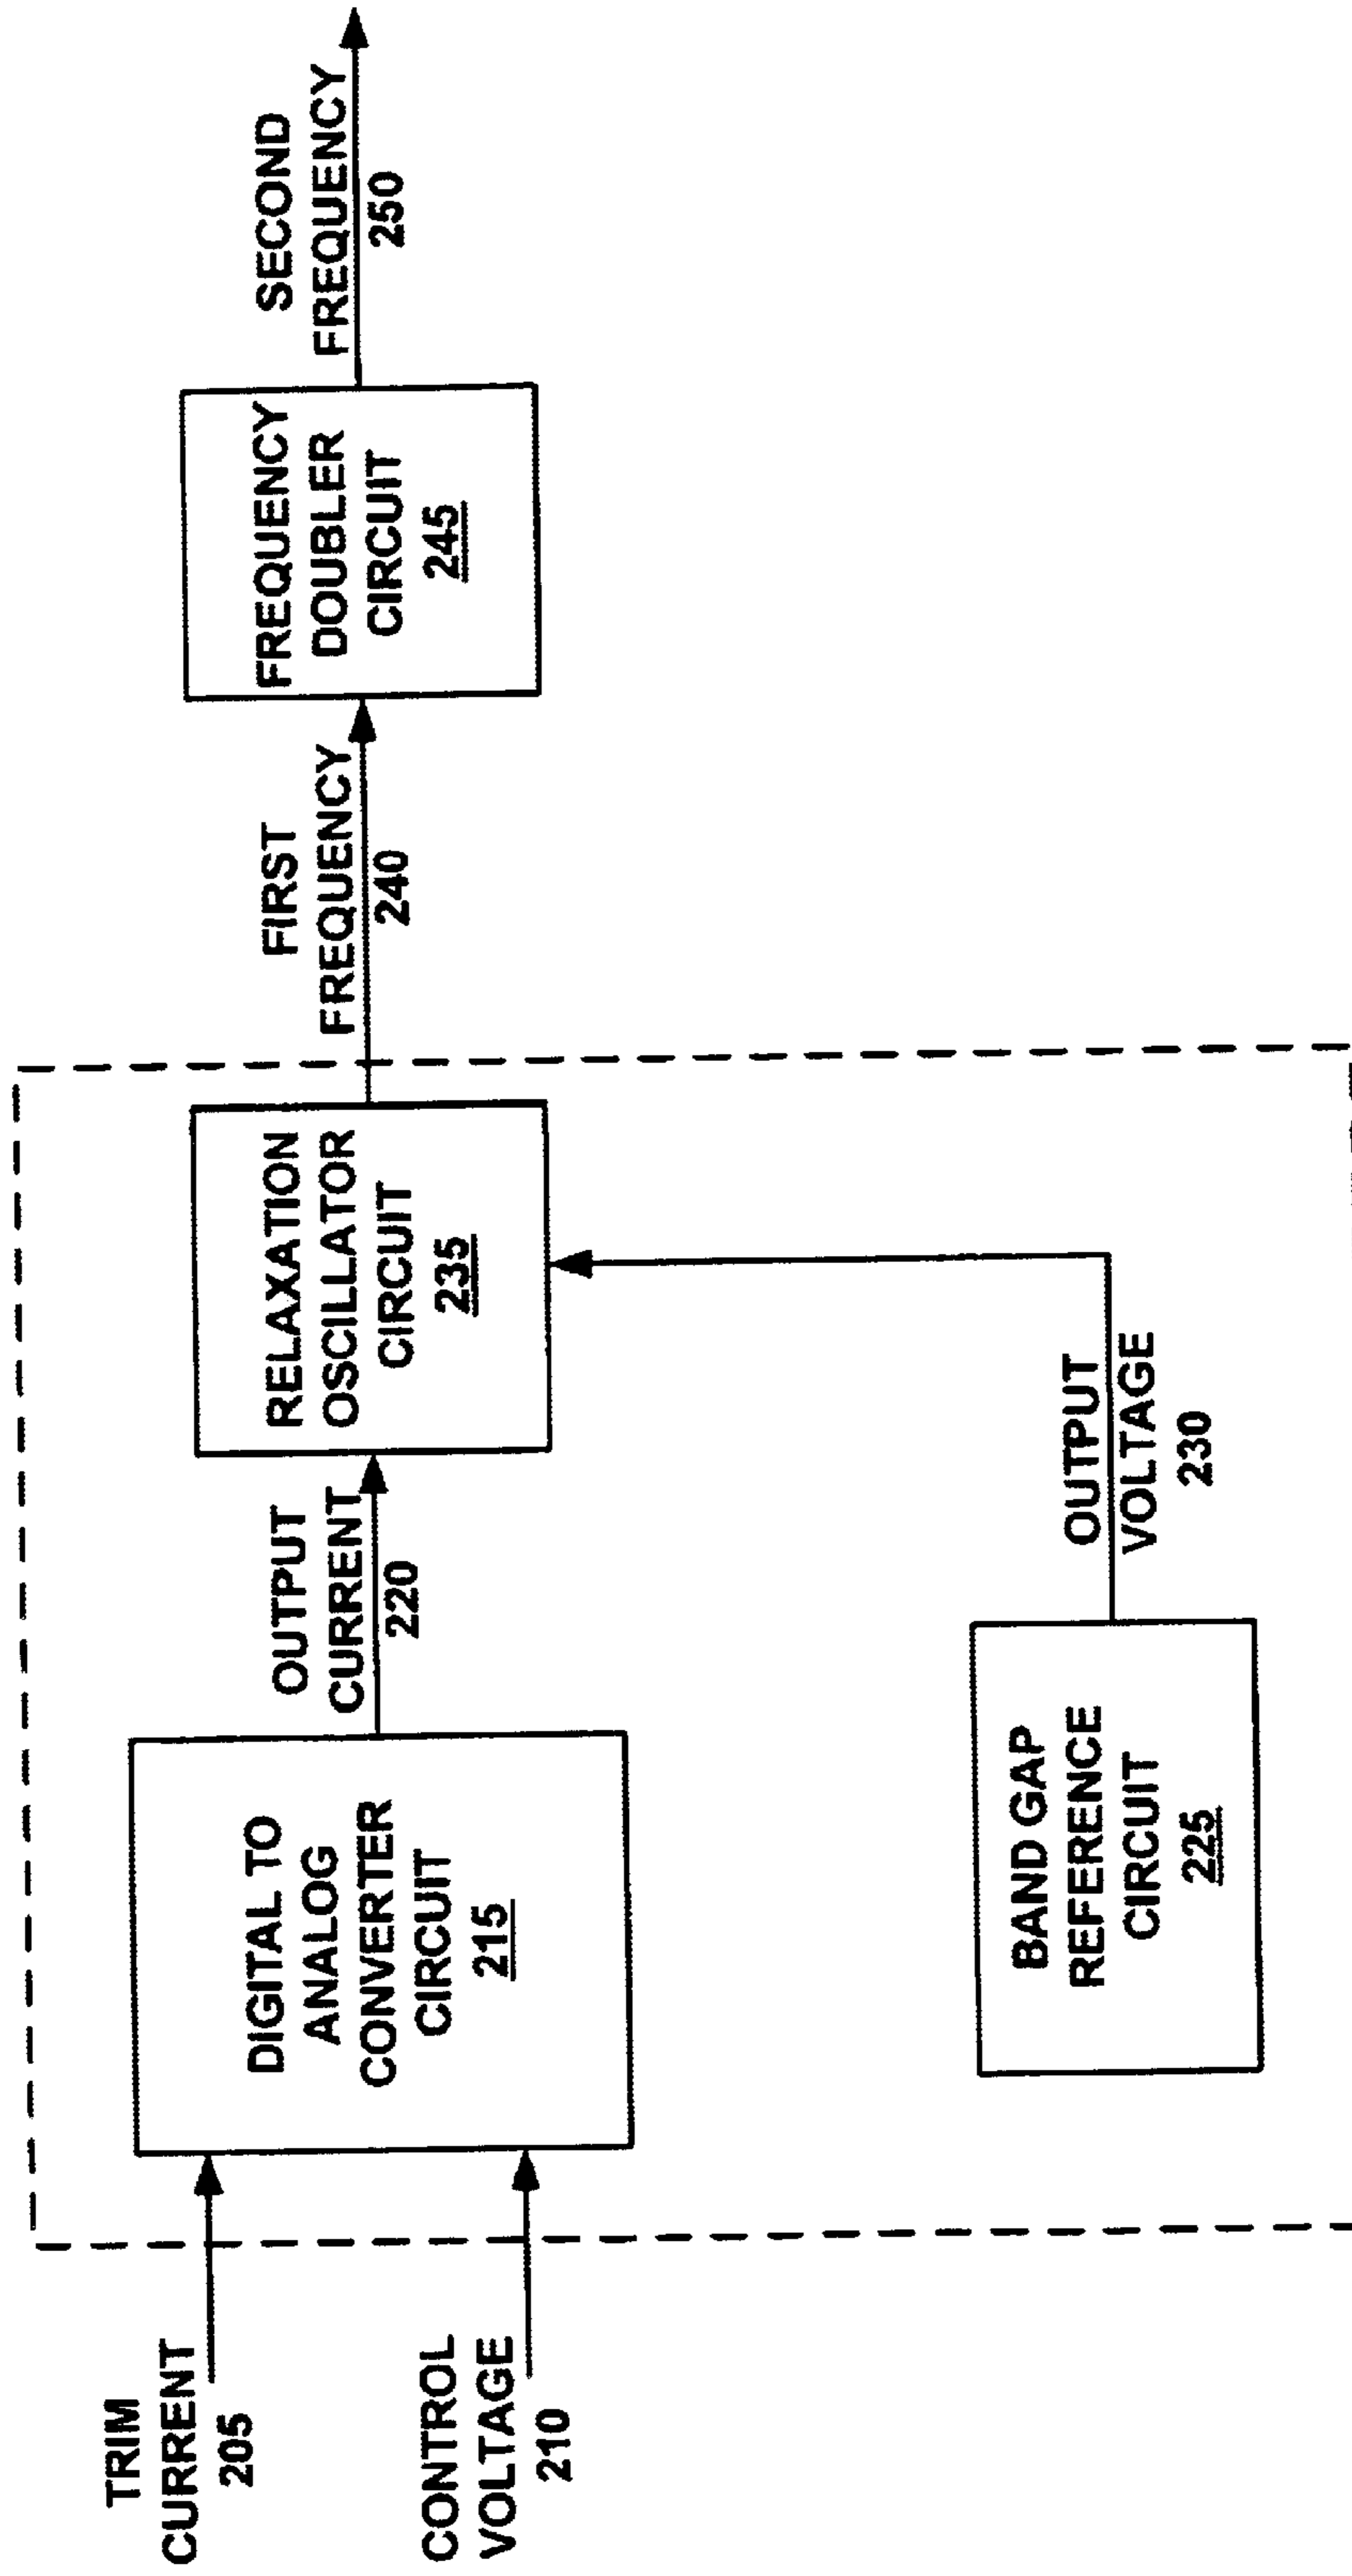 TRIM
CURRENT
205
CONTROL
VOLTAGE
210
DIGITAL TO
ANALOG
CONVERTER
CIRCUIT
215
OUTPUT
CURRENT
220
BAND GAP
REFERENCE
CIRCUIT
225
OUTPUT
VOLTAGE
230
RELAXATION
OSCILLATOR
CIRCUIT
235
FIRST
FREQUENCY
240
FREQUENCY
DOUBLER
CIRCUIT
245
SECOND
FREQUENCY
250